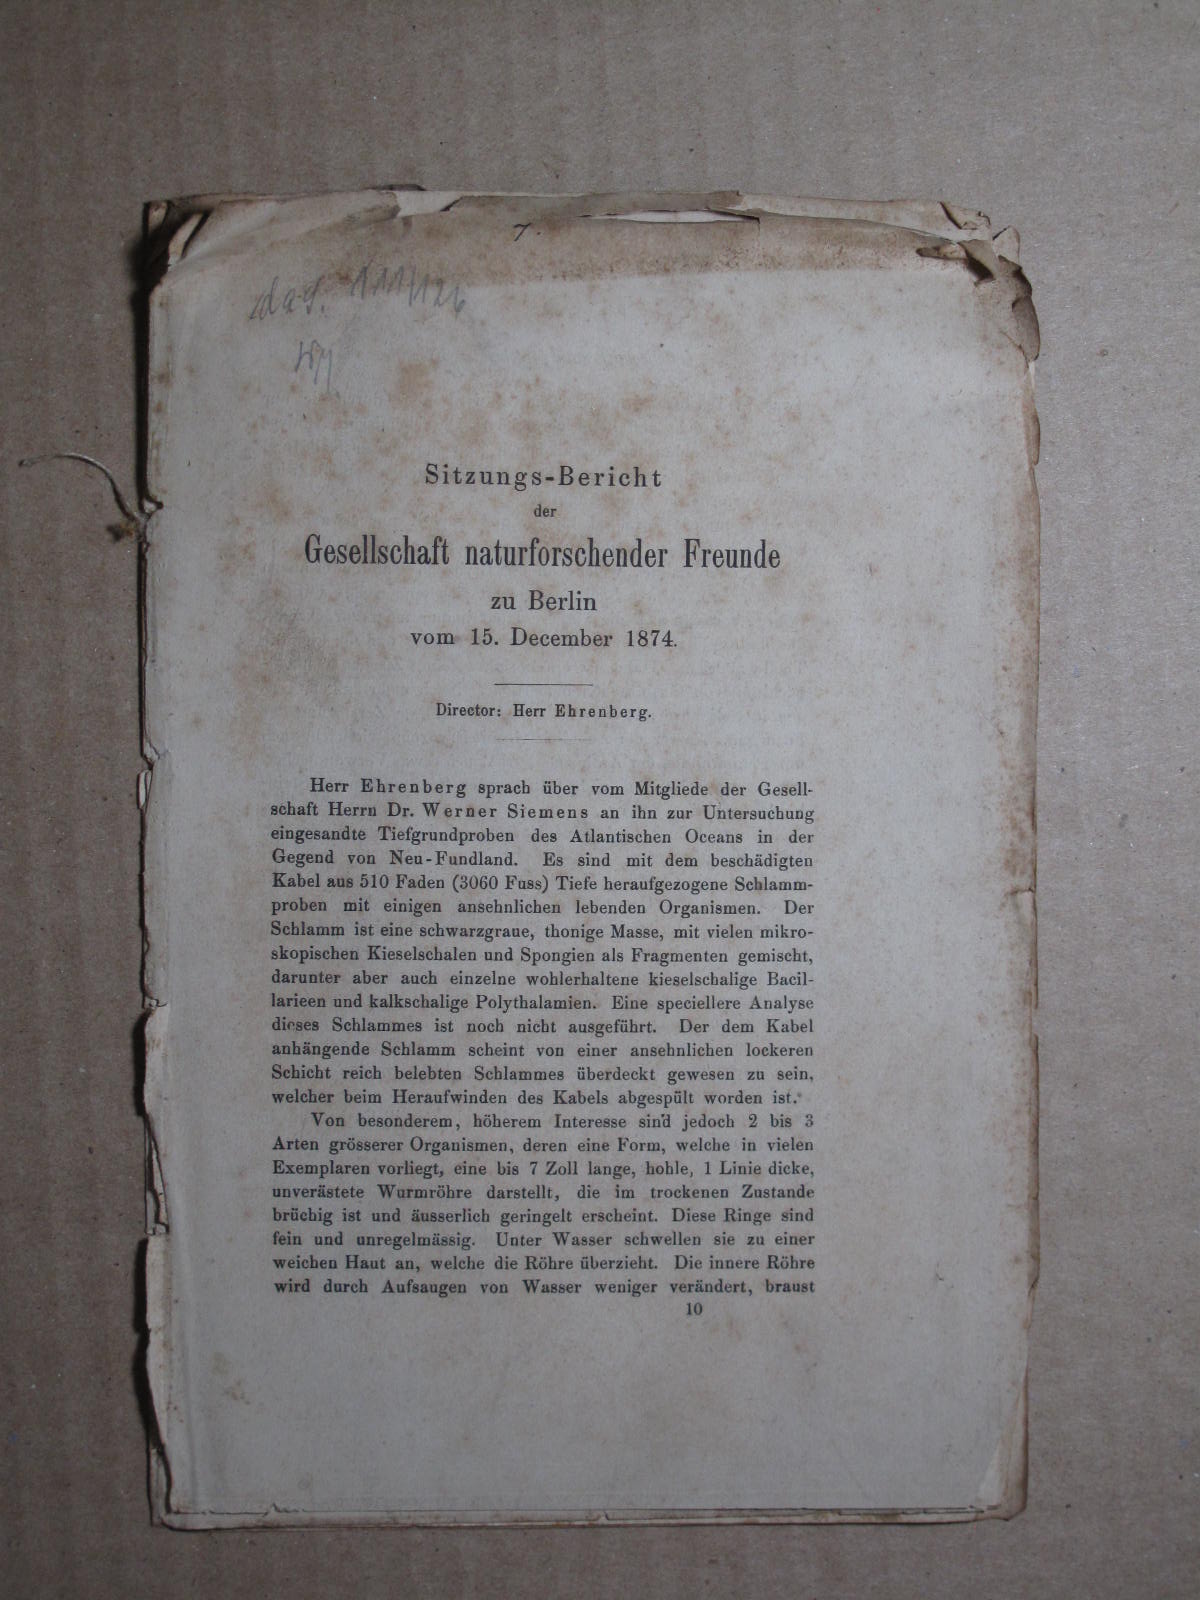 7.
Sitzungs-Bericht
der
Gesellschaft naturforschender Freunde
zu Berlin
vom 15. December 1874.
Director: Herr Ehrenberg.
Herr Ehrenberg sprach über vom Mitgliede der Gesell-
schaft Herrn Dr. Werner Siemens an ihn zur Untersuchung
eingesandte Tiefgrundproben des Atlantischen Oceans in der
Gegend von Neu-Fundland. Es sind mit dem beschädigten
Kabel aus 510 Faden (3060 Fuss) Tiefe heraufgezogene Schlamm-
proben mit einigen ansehnlichen lebenden Organismen. Der
Schlamm ist eine schwarzgraue, thonige Masse, mit vielen mikro-
skopischen Kieselschalen und Spongien als Fragmenten gemischt,
darunter aber auch einzelne wohlerhaltene kieselschalige Bacil-
larieen und kalkschalige Polythalamien. Eine speciellere Analyse
dieses Schlammes ist noch nicht ausgeführt. Der dem Kabel
anhängende Schlamm scheint von einer ansehnlichen lockeren
Schicht reich belebten Schlammes überdeckt gewesen zu sein,
welcher beim Heraufwinden des Kabels abgespült worden ist.
Von besonderem, höherem Interesse sind jedoch 2 bis 3
Arten grösserer Organismen, deren eine Form, welche in vielen
Exemplaren vorliegt, eine bis 7 Zoll lange, hohle, 1 Linie dicke,
unverästete Wurmröhre darstellt, die im trockenen Zustande
brüchig ist und äusserlich geringelt erscheint. Diese Ringe sind
fein und unregelmässig. Unter Wasser schwellen sie zu einer
weichen Haut an, welche die Röhre überzieht. Die innere Röhre
wird durch Aufsaugen von Wasser weniger verändert, braust
10